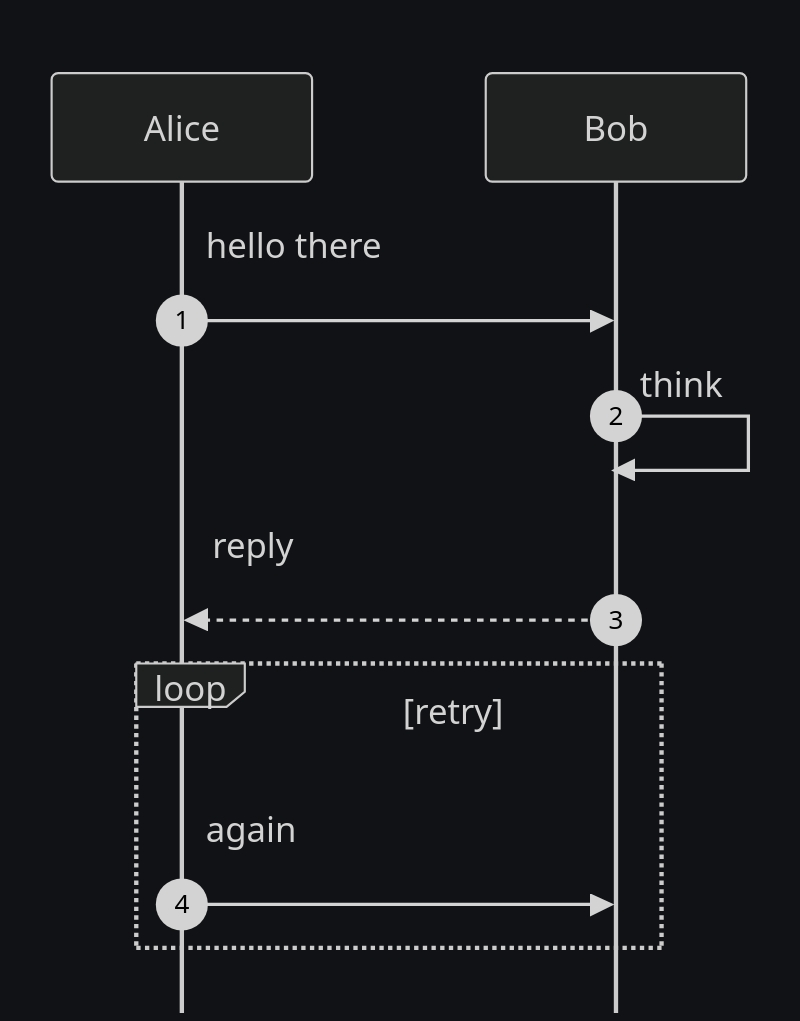 Alice
Bob
hello there
1
think
2
reply
3
loop
[retry]
again
4